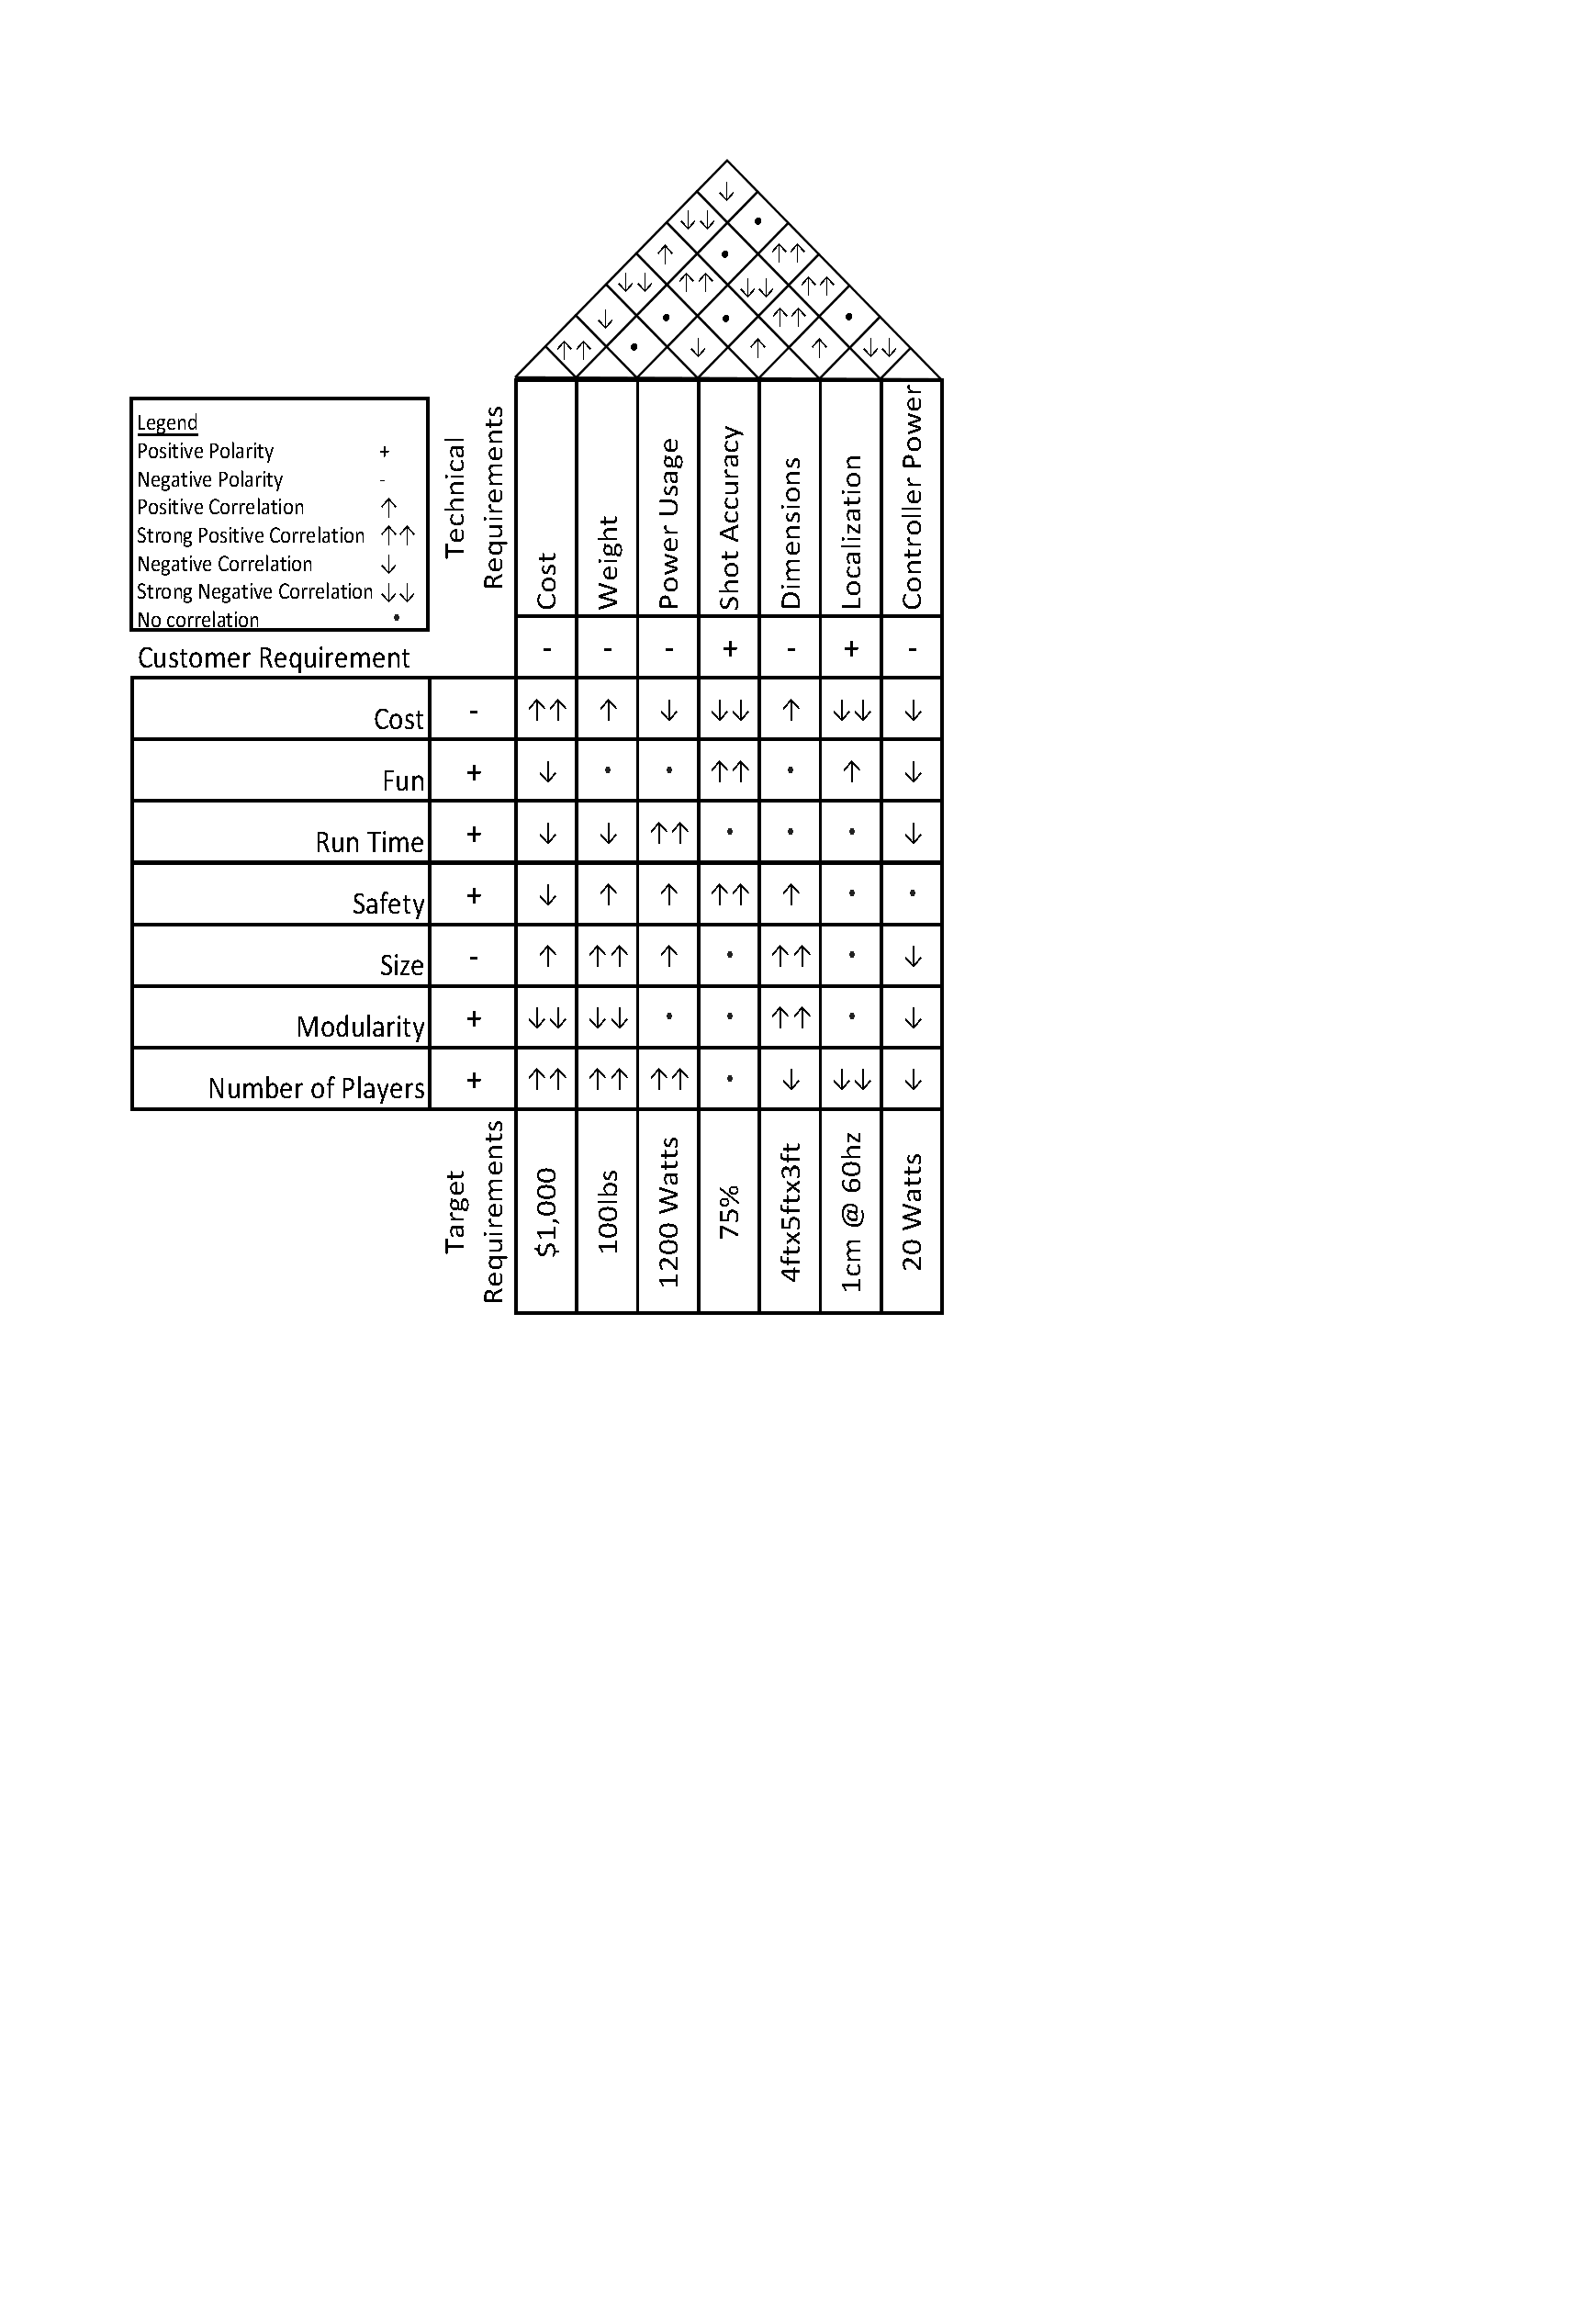 ↓
↓↓ •
↑ • ↑↑
↓↓ ↑↑ ↓↓ ↑↑
↓ • • ↑↑ •
↑↑ • ↓ ↑ ↑ ↓↓
Legend
Positive Polarity +
Negative Polarity -
Positive Correlation ↑
Strong Positive Correlation ↑↑
Negative Correlation ↓
Strong Negative Correlation ↓↓
No correlation •
Technical
Requirements
Cost
Weight
Power Usage
Shot Accuracy
Dimensions
Localization
Controller Power
- - - + - + -
Customer Requirement
Cost - ↑↑ ↑ ↓ ↓↓ ↑ ↓↓ ↓
Fun + ↓ • • ↑↑ • ↑ ↓
Run Time + ↓ ↓ ↑↑ • • • ↓
Safety + ↓ ↑ ↑ ↑↑ ↑ • •
Size - ↑ ↑↑ ↑ • ↑↑ • ↓
Modularity + ↓↓ ↓↓ • • ↑↑ • ↓
Number of Players + ↑↑ ↑↑ ↑↑ • ↓ ↓↓ ↓
Target
Requirements
$1,000
100lbs
1200 Watts
75%
4ftx5ftx3ft
1cm @ 60hz
20 Watts